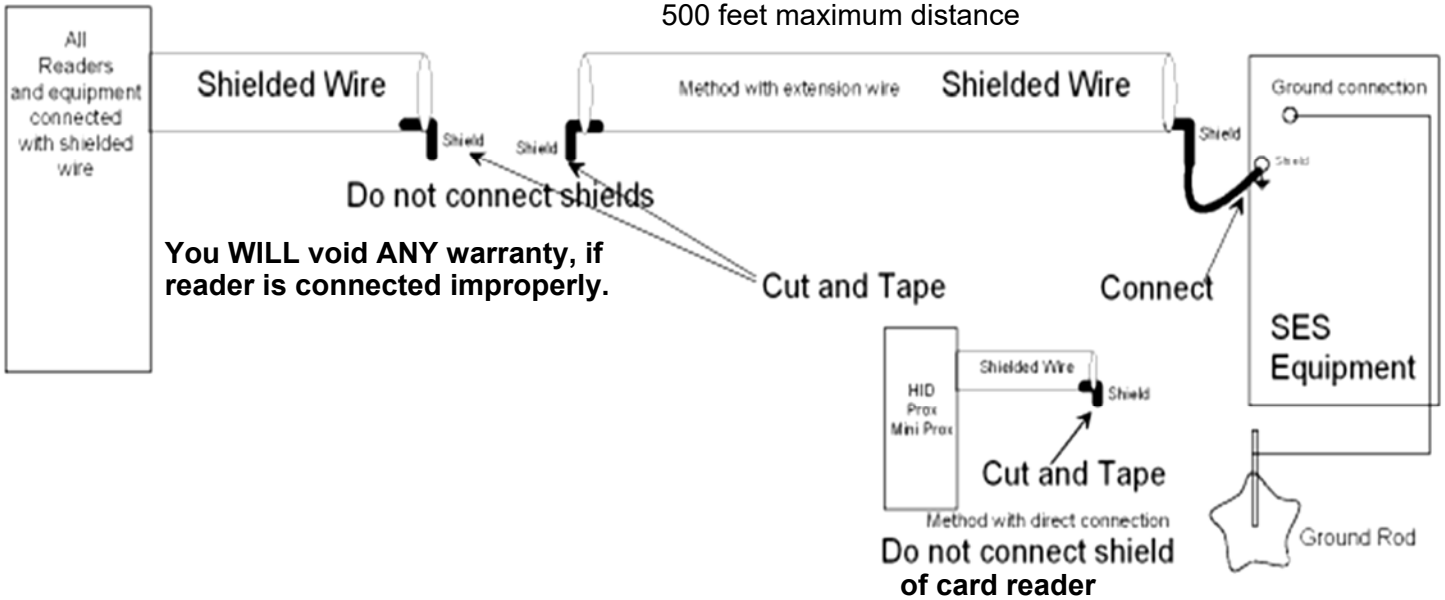 500 feet maximum distance
All
Readers
and equipment
connected
with shielded
wire
Shielded Wire
Shield
Do not connect shields
Shield
Method with extension wire
Shielded Wire
Shield
Ground connection
Shield
You WILL void ANY warranty, if
reader is connected improperly.
Cut and Tape
Connect
SES
Equipment
HID
Prox
Mini Prox
Shielded Wire
Shield
Cut and Tape
Method with direct connection
Do not connect shield
of card reader
Ground Rod